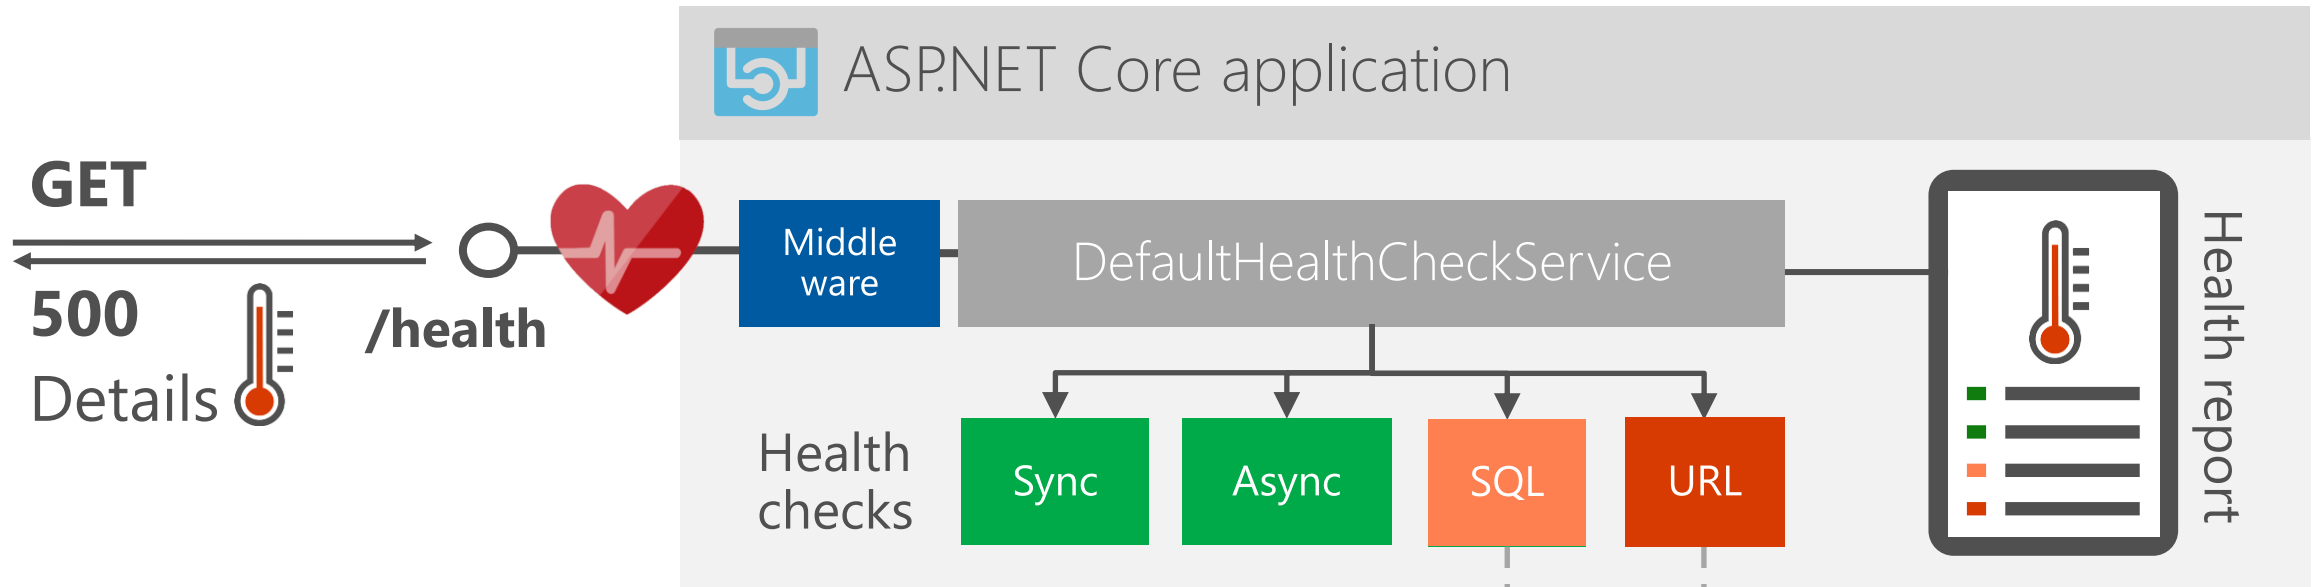 ASP.NET Core application
GET
500
Details
/health
Middle
ware
DefaultHealthCheckService
Health
checks
Sync
Async
SQL
URL
Health report